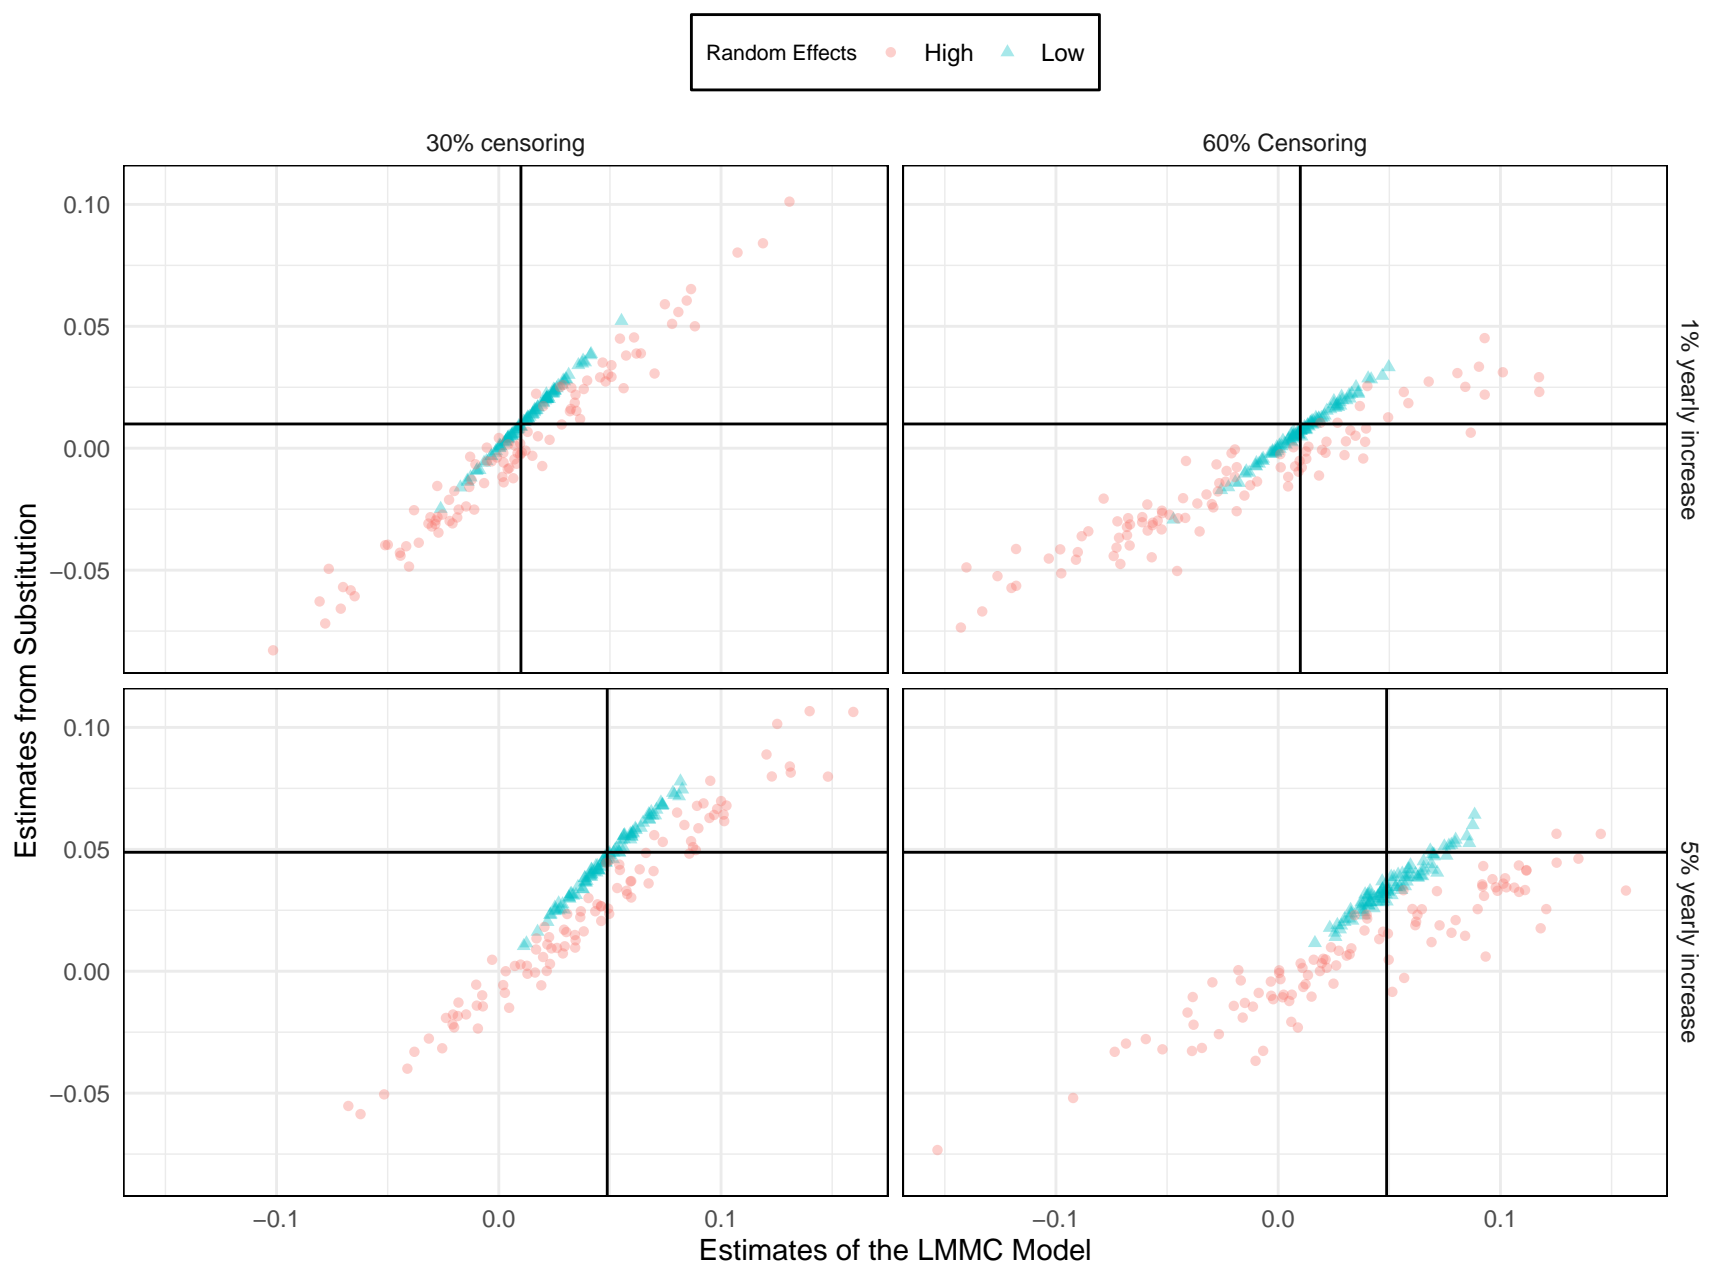 Random Effects High Low
30% censoring 60% Censoring
0.10
0.05
0.00
−0.05
1% yearly increase
0.10
0.05
0.00
−0.05
5% yearly increase
Estimates from Substitution
−0.1 0.0 0.1 −0.1 0.0 0.1
Estimates of the LMMC Model